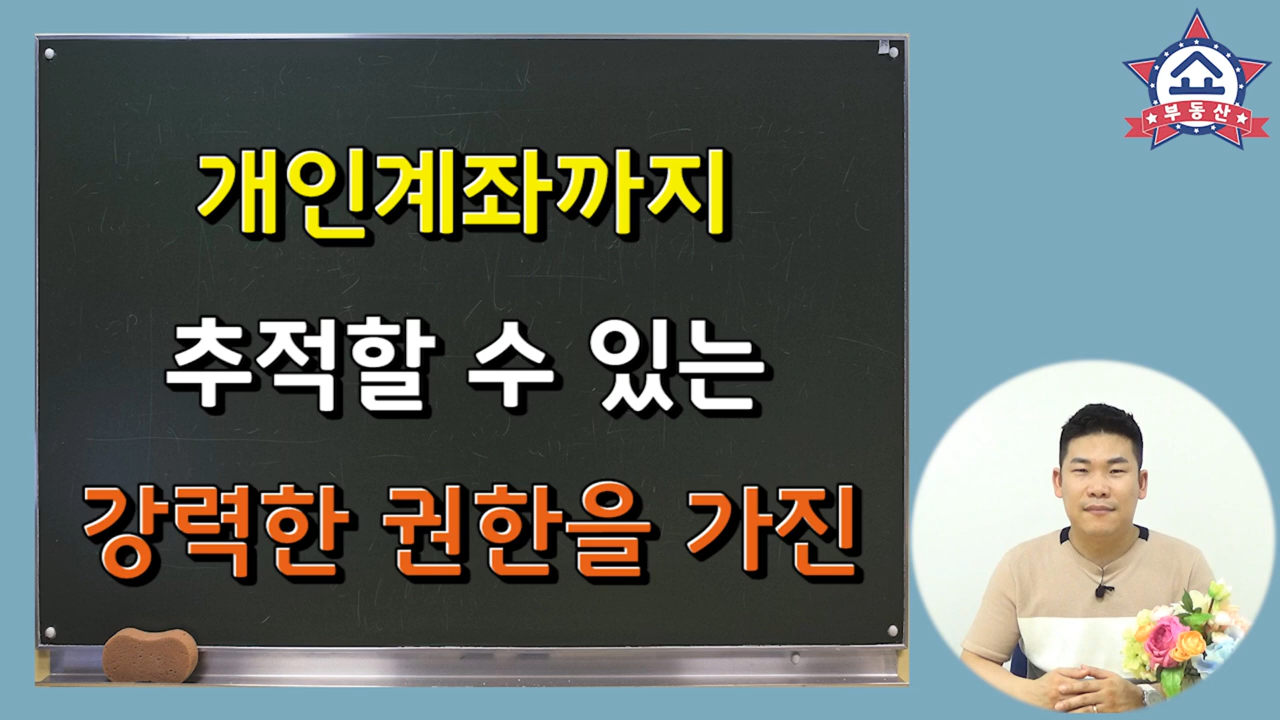 개인계좌까지
추적할 수 있는
강력한 권한을 가진
쇼
부동산